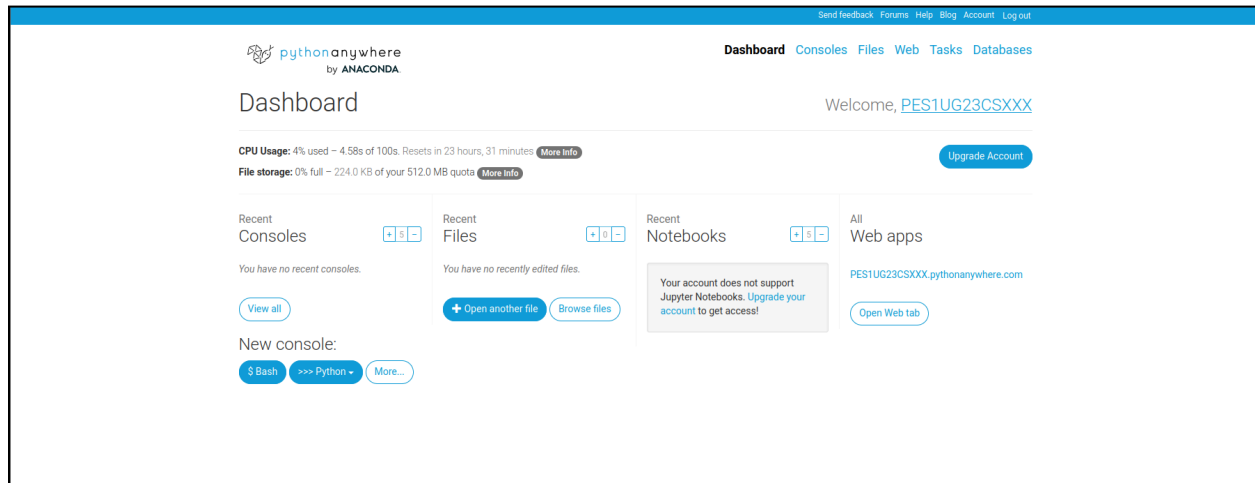 Send feedback Forums Help Blog Account Log out
pythonanywhere
by ANACONDA.
Dashboard Consoles Files Web Tasks Databases
Dashboard
Welcome, PES1UG23CSXXX
CPU Usage: 4% used – 4.58s of 100s. Resets in 23 hours, 31 minutes More Info
File storage: 0% full – 224.0 KB of your 512.0 MB quota More Info
Upgrade Account
Recent
Consoles
+ 5 −
You have no recent consoles.
View all
New console:
$ Bash >>> Python More...
Recent
Files
+ 0 −
You have no recently edited files.
+ Open another file Browse files
Recent
Notebooks
+ 5 −
Your account does not support
Jupyter Notebooks. Upgrade your
account to get access!
All
Web apps
PES1UG23CSXXX.pythonanywhere.com
Open Web tab